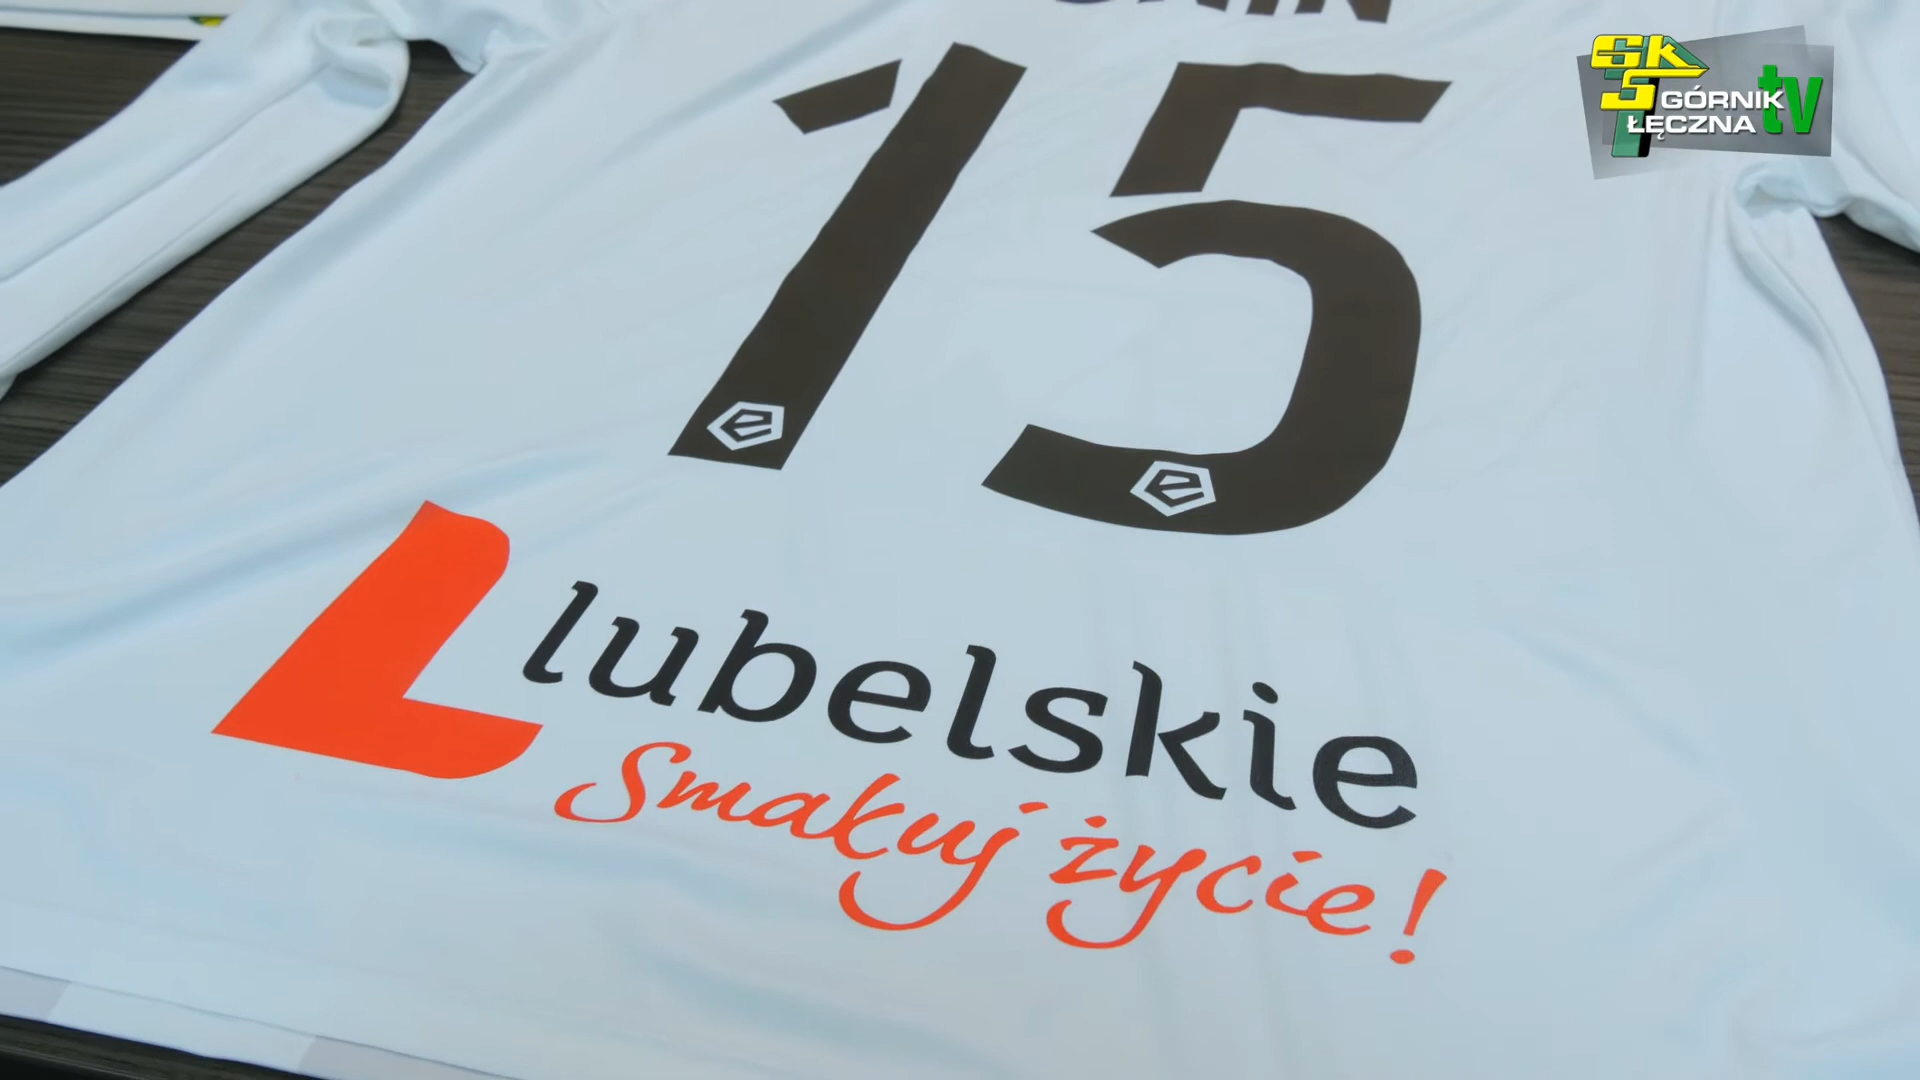 GKS
GÓRNIK
ŁĘCZNA
tv
15
lubelskie
Smakuj życie!